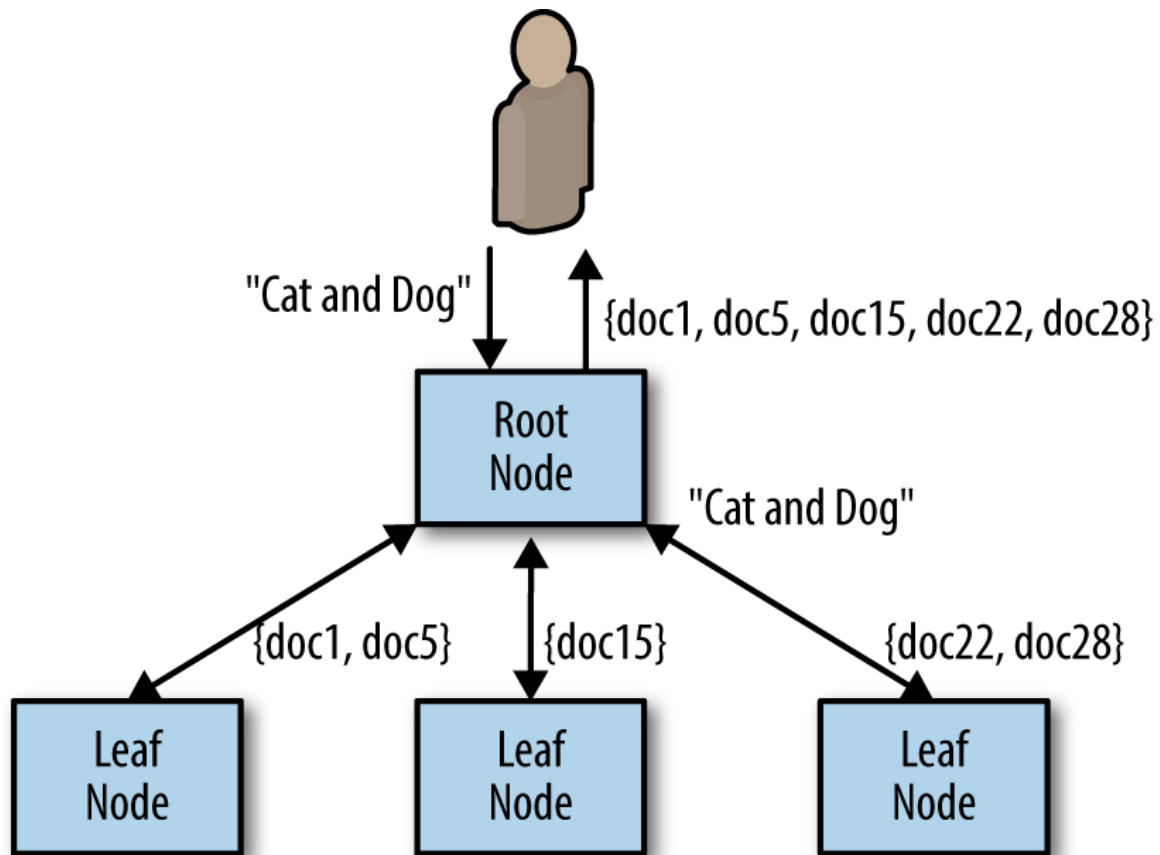 "Cat and Dog"
{doc1, doc5, doc15, doc22, doc28}
Root
Node
"Cat and Dog"
{doc1, doc5}
{doc15}
{doc22, doc28}
Leaf
Node
Leaf
Node
Leaf
Node